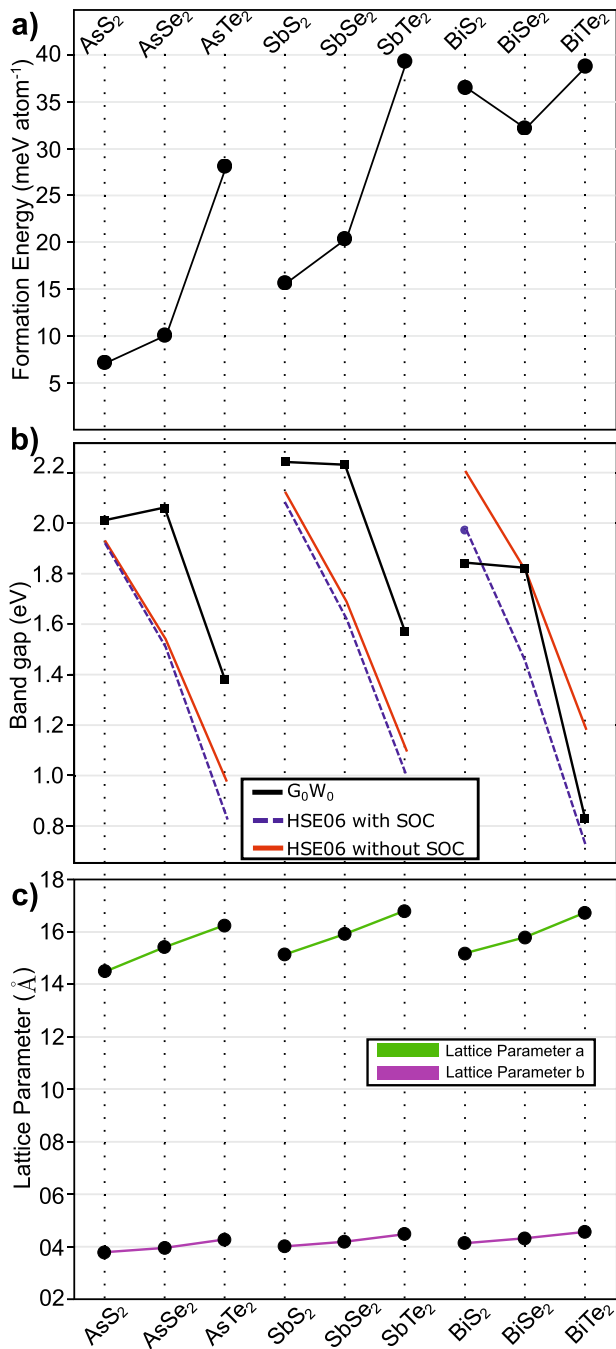 a)
AsS₂ AsSe₂ AsTe₂ SbS₂ SbSe₂ SbTe₂ BiS₂ BiSe₂ BiTe₂
Formation Energy (meV atom⁻¹)
40
35
30
25
20
15
10
5
b)
Band gap (eV)
2.2
2.0
1.8
1.6
1.4
1.2
1.0
0.8
G₀W₀
HSE06 with SOC
HSE06 without SOC
c)
Lattice Parameter (Å)
18
16
14
12
10
08
06
04
02
Lattice Parameter a
Lattice Parameter b
AsS₂ AsSe₂ AsTe₂ SbS₂ SbSe₂ SbTe₂ BiS₂ BiSe₂ BiTe₂